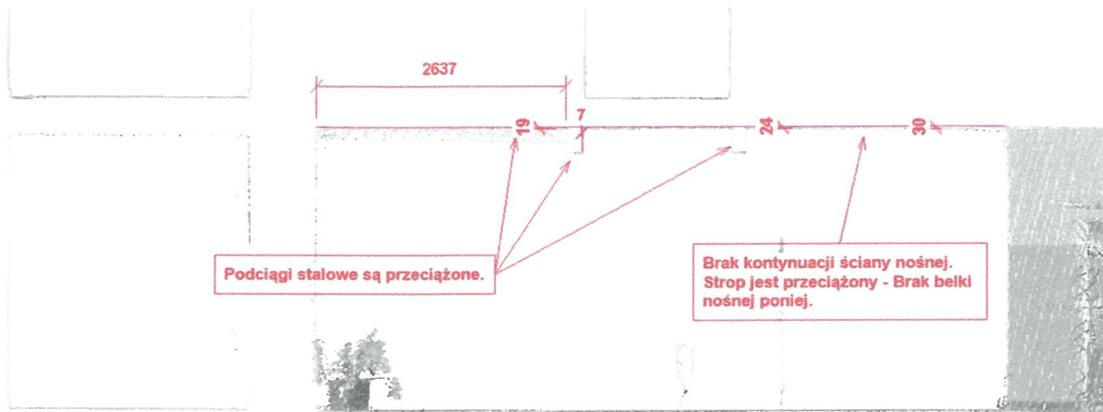 2637
19
7
24
30
Podciągi stalowe są przeciążone.
Brak kontynuacji ściany nośnej.
Strop jest przeciążony - Brak belki
nośnej poniej.